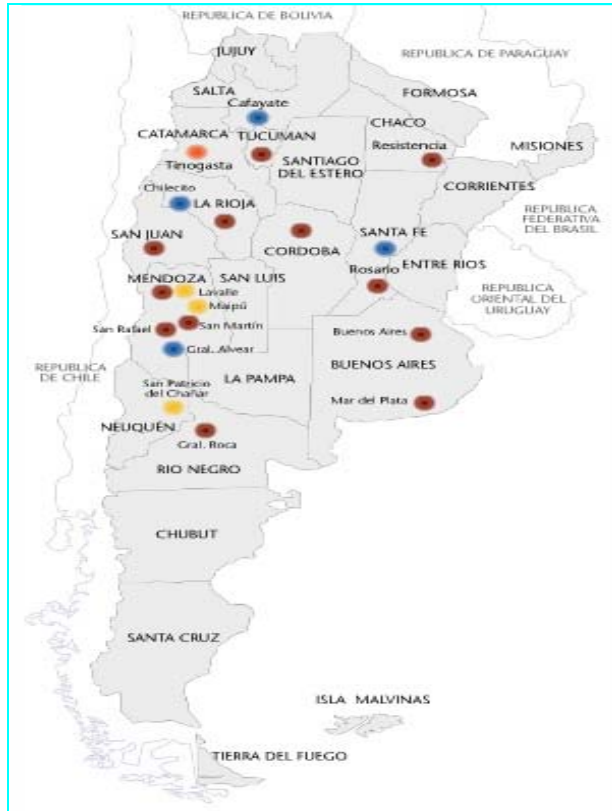 REPUBLICA DE BOLIVIA
JUJUY
REPUBLICA DE PARAGUAY
SALTA
FORMOSA
Cafayate
CHACO
CATAMARCA
TUCUMAN
Resistencia
MISIONES
Tinogasta
SANTIAGO
DEL ESTERO
Chilecito
CORRIENTES
LA RIOJA
REPUBLICA
FEDERATIVA
DEL BRASIL
SAN JUAN
CORDOBA
SANTA FE
MENDOZA
SAN LUIS
Rosario
ENTRE RIOS
Lavalle
Maipú
REPUBLICA
ORIENTAL DEL
URUGUAY
San Rafael
San Martín
Buenos Aires
Gral. Alvear
REPUBLICA
DE CHILE
BUENOS AIRES
LA PAMPA
San Patricio
del Chañar
Mar del Plata
NEUQUÉN
Gral. Roca
RIO NEGRO
CHUBUT
SANTA CRUZ
ISLA MALVINAS
TIERRA DEL FUEGO